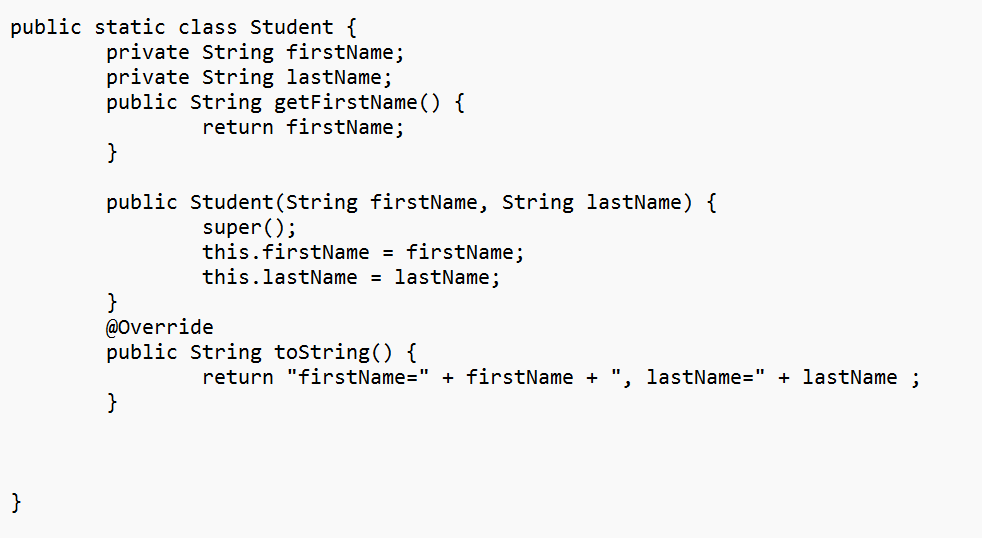 public static class Student {
        private String firstName;
        private String lastName;
        public String getFirstName() {
                return firstName;
        }

        public Student(String firstName, String lastName) {
                super();
                this.firstName = firstName;
                this.lastName = lastName;
        }
        @Override
        public String toString() {
                return "firstName=" + firstName + ", lastName=" + lastName ;
        }



}